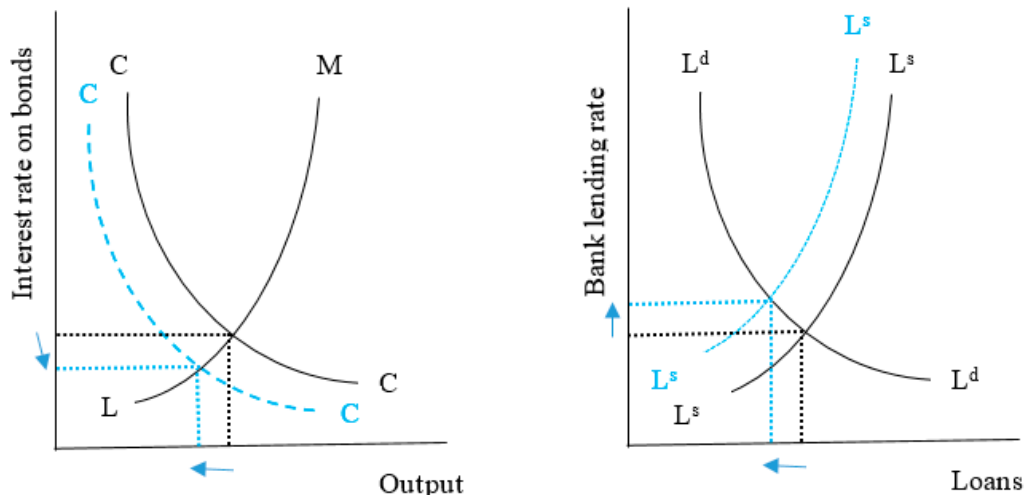 Interest rate on bonds
C
M
C
L
C
C
Output
Bank lending rate
Lˢ
Lᵈ
Lˢ
Lˢ
Lˢ
Lᵈ
Loans